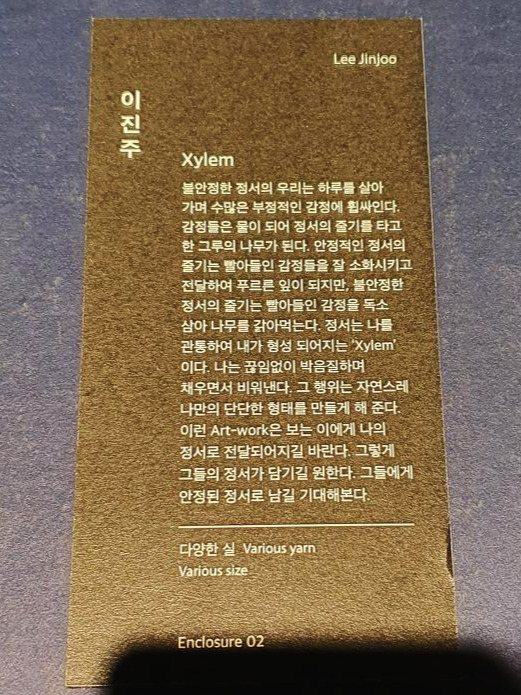 Lee Jinjoo
이진주
Xylem
불안정한 정서의 우리는 하루를 살아
가며 수많은 부정적인 감정에 휩싸인다.
감정들은 물이 되어 정서의 줄기를 타고
한 그루의 나무가 된다. 안정적인 정서의
줄기는 빨아들인 감정들을 잘 소화시키고
전달하여 푸르른 잎이 되지만, 불안정한
정서의 줄기는 빨아들인 감정을 독소
삼아 나무를 갉아먹는다. 정서는 나를
관통하여 내가 형성 되어지는 'Xylem'
이다. 나는 끊임없이 박음질하며
채우면서 비워낸다. 그 행위는 자연스레
나만의 단단한 형태를 만들게 해 준다.
이런 Art-work은 보는 이에게 나의
정서로 전달되어지길 바란다. 그렇게
그들의 정서가 담기길 원한다. 그들에게
안정된 정서로 남길 기대해본다.
다양한 실 Various yarn
Various size
Enclosure 02